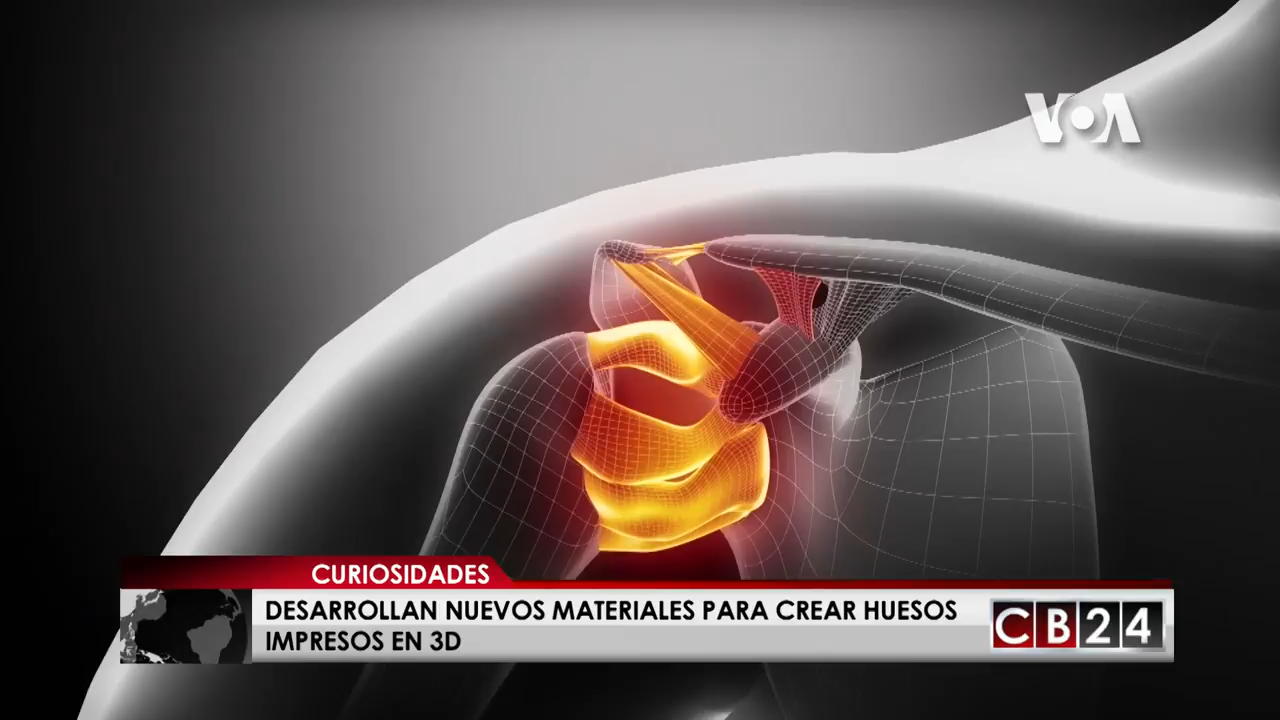 VOA
CURIOSIDADES
DESARROLLAN NUEVOS MATERIALES PARA CREAR HUESOS
IMPRESOS EN 3D
CB24